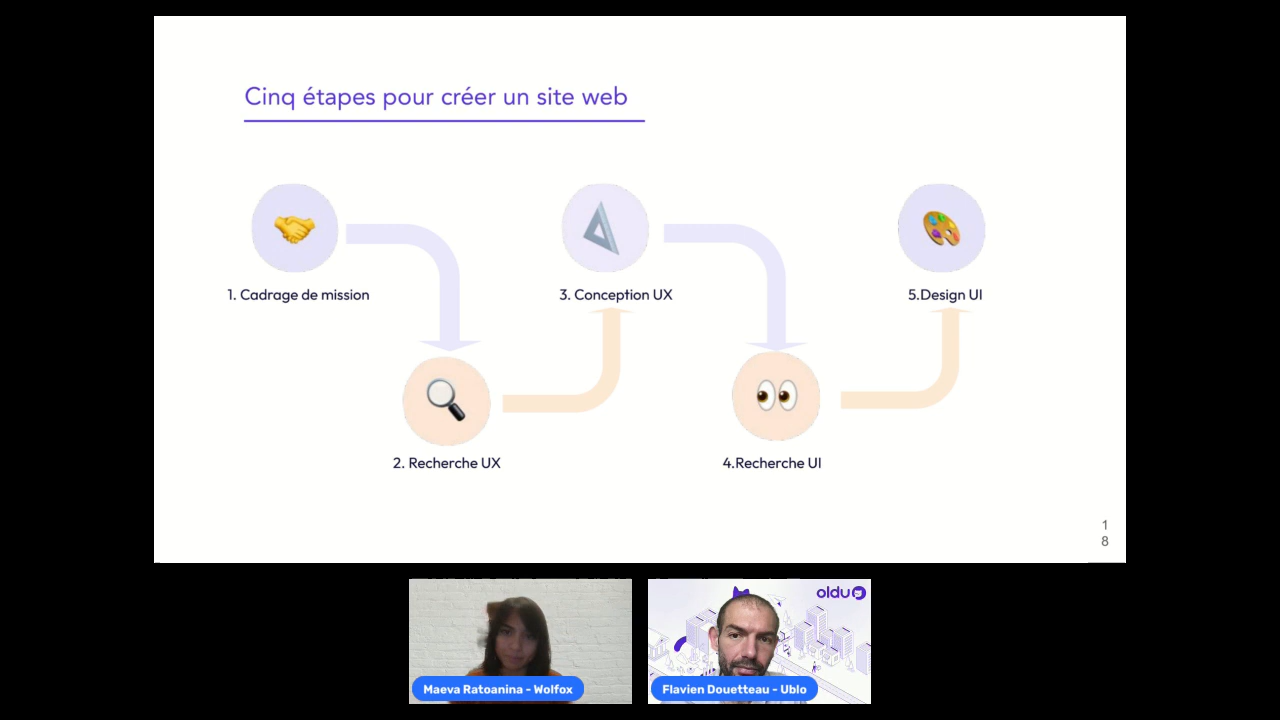 Cinq étapes pour créer un site web
1. Cadrage de mission
3. Conception UX
5.Design UI
2. Recherche UX
4.Recherche UI
1
8
oldu
Maeva Ratoanina - Wolfox
Flavien Douetteau - Ublo